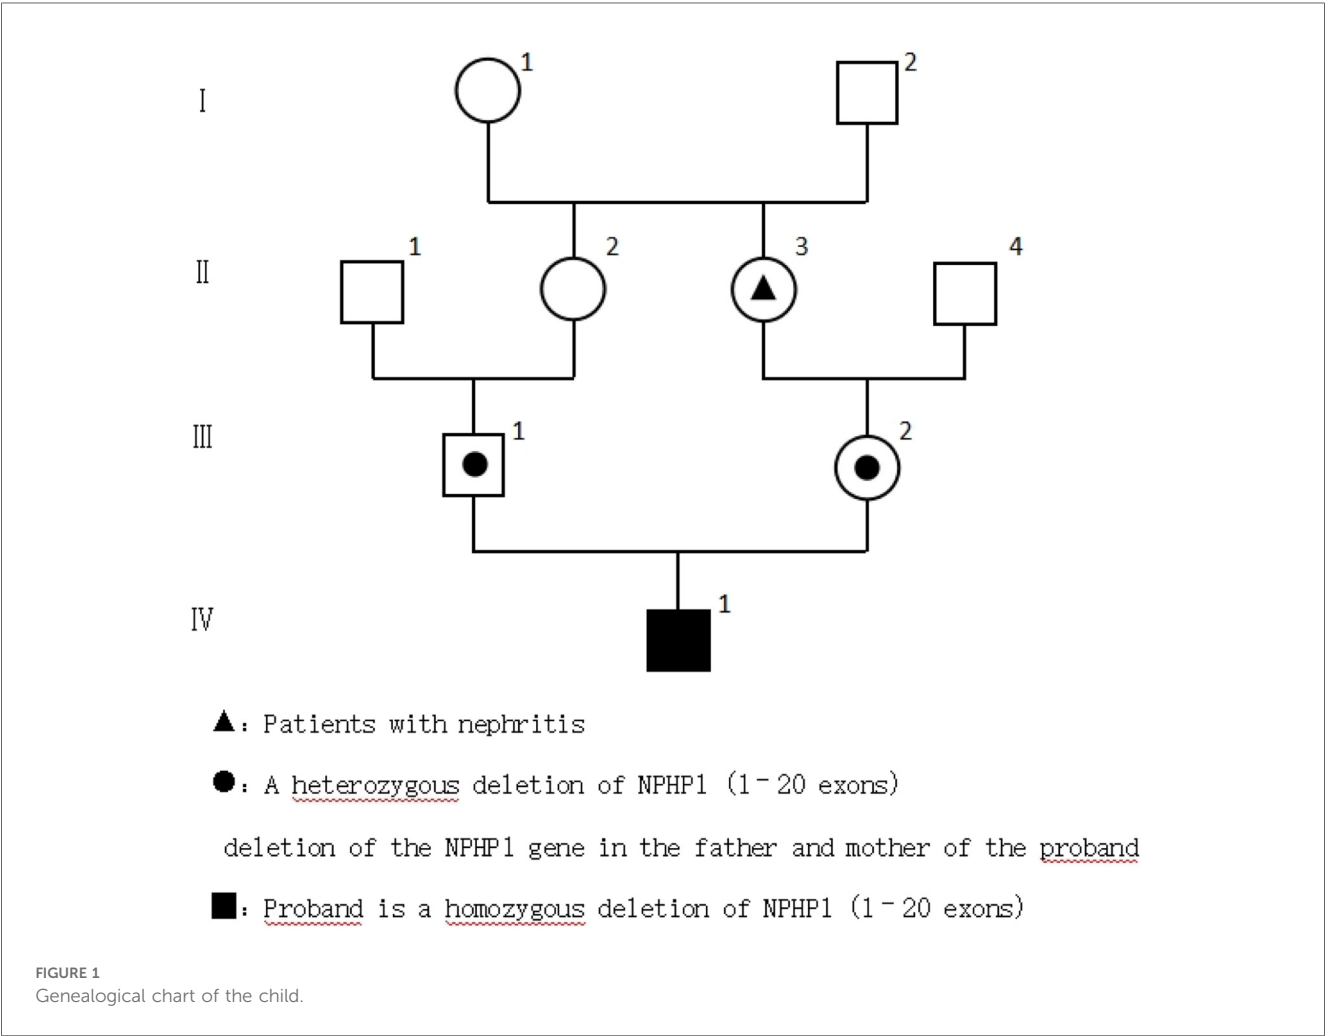 1
2
I
1
2
3
4
II
1
2
III
1
IV
▲: Patients with nephritis
●: A heterozygous deletion of NPHP1 (1-20 exons)
deletion of the NPHP1 gene in the father and mother of the proband
■: Proband is a homozygous deletion of NPHP1 (1-20 exons)
FIGURE 1
Genealogical chart of the child.